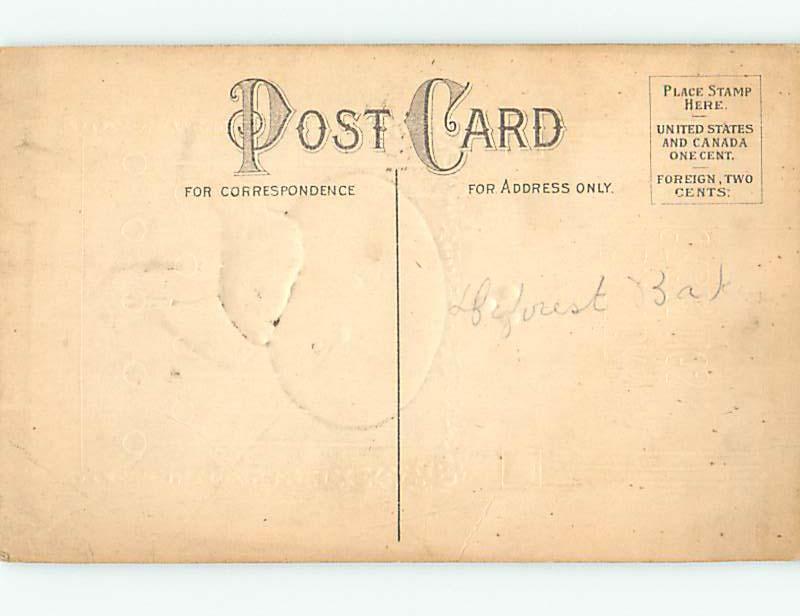 POST CARD
FOR CORRESPONDENCE
FOR ADDRESS ONLY.
PLACE STAMP
HERE.
UNITED STATES
AND CANADA
ONE CENT.
FOREIGN, TWO
CENTS: